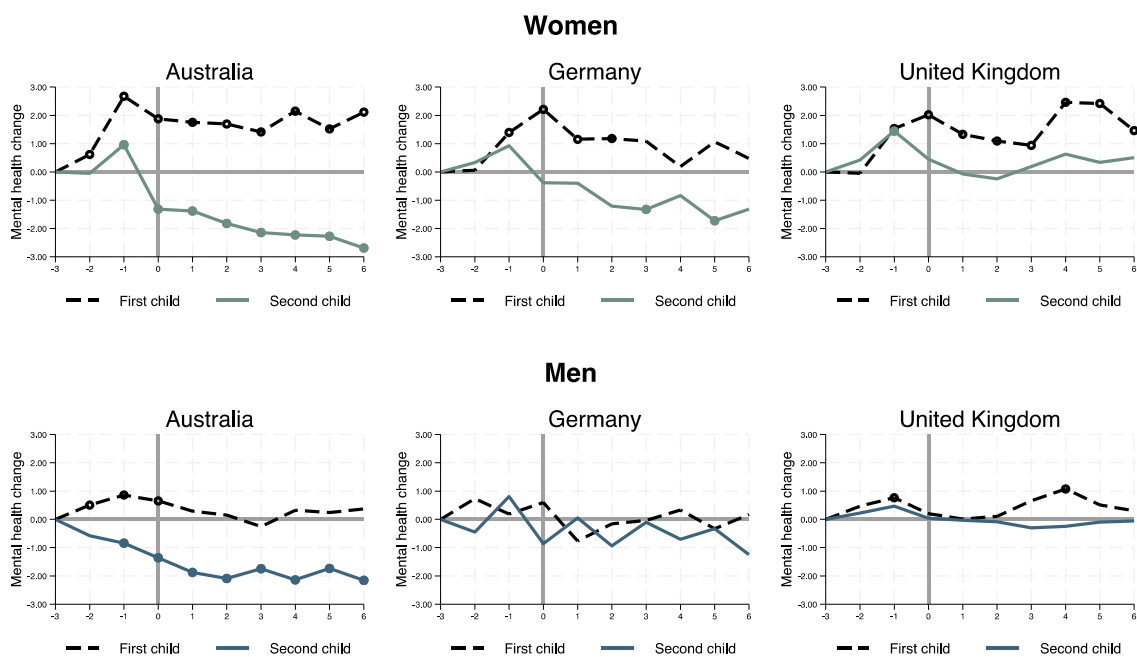 Women
Australia
Germany
United Kingdom
Mental health change
3.00
2.00
1.00
0.00
-1.00
-2.00
-3.00
-3 -2 -1 0 1 2 3 4 5 6
First child Second child
Mental health change
3.00
2.00
1.00
0.00
-1.00
-2.00
-3.00
-3 -2 -1 0 1 2 3 4 5 6
First child Second child
Mental health change
3.00
2.00
1.00
0.00
-1.00
-2.00
-3.00
-3 -2 -1 0 1 2 3 4 5 6
First child Second child
Men
Australia
Germany
United Kingdom
Mental health change
3.00
2.00
1.00
0.00
-1.00
-2.00
-3.00
-3 -2 -1 0 1 2 3 4 5 6
First child Second child
Mental health change
3.00
2.00
1.00
0.00
-1.00
-2.00
-3.00
-3 -2 -1 0 1 2 3 4 5 6
First child Second child
Mental health change
3.00
2.00
1.00
0.00
-1.00
-2.00
-3.00
-3 -2 -1 0 1 2 3 4 5 6
First child Second child